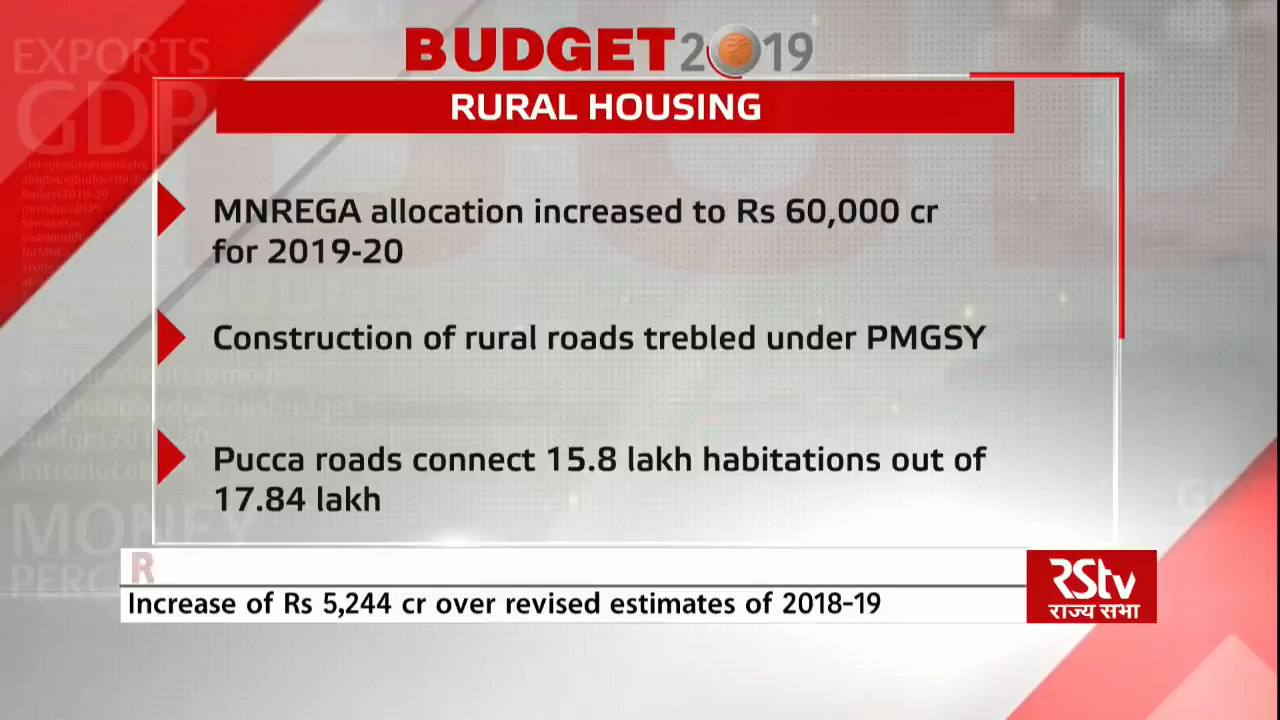 EXPORTS
GDP
BUDGET 2019
RURAL HOUSING
MNREGA allocation increased to Rs 60,000 cr
for 2019-20
Construction of rural roads trebled under PMGSY
Pucca roads connect 15.8 lakh habitations out of
17.84 lakh
MONEY
R
Increase of Rs 5,244 cr over revised estimates of 2018-19
RSTV
राज्य सभा